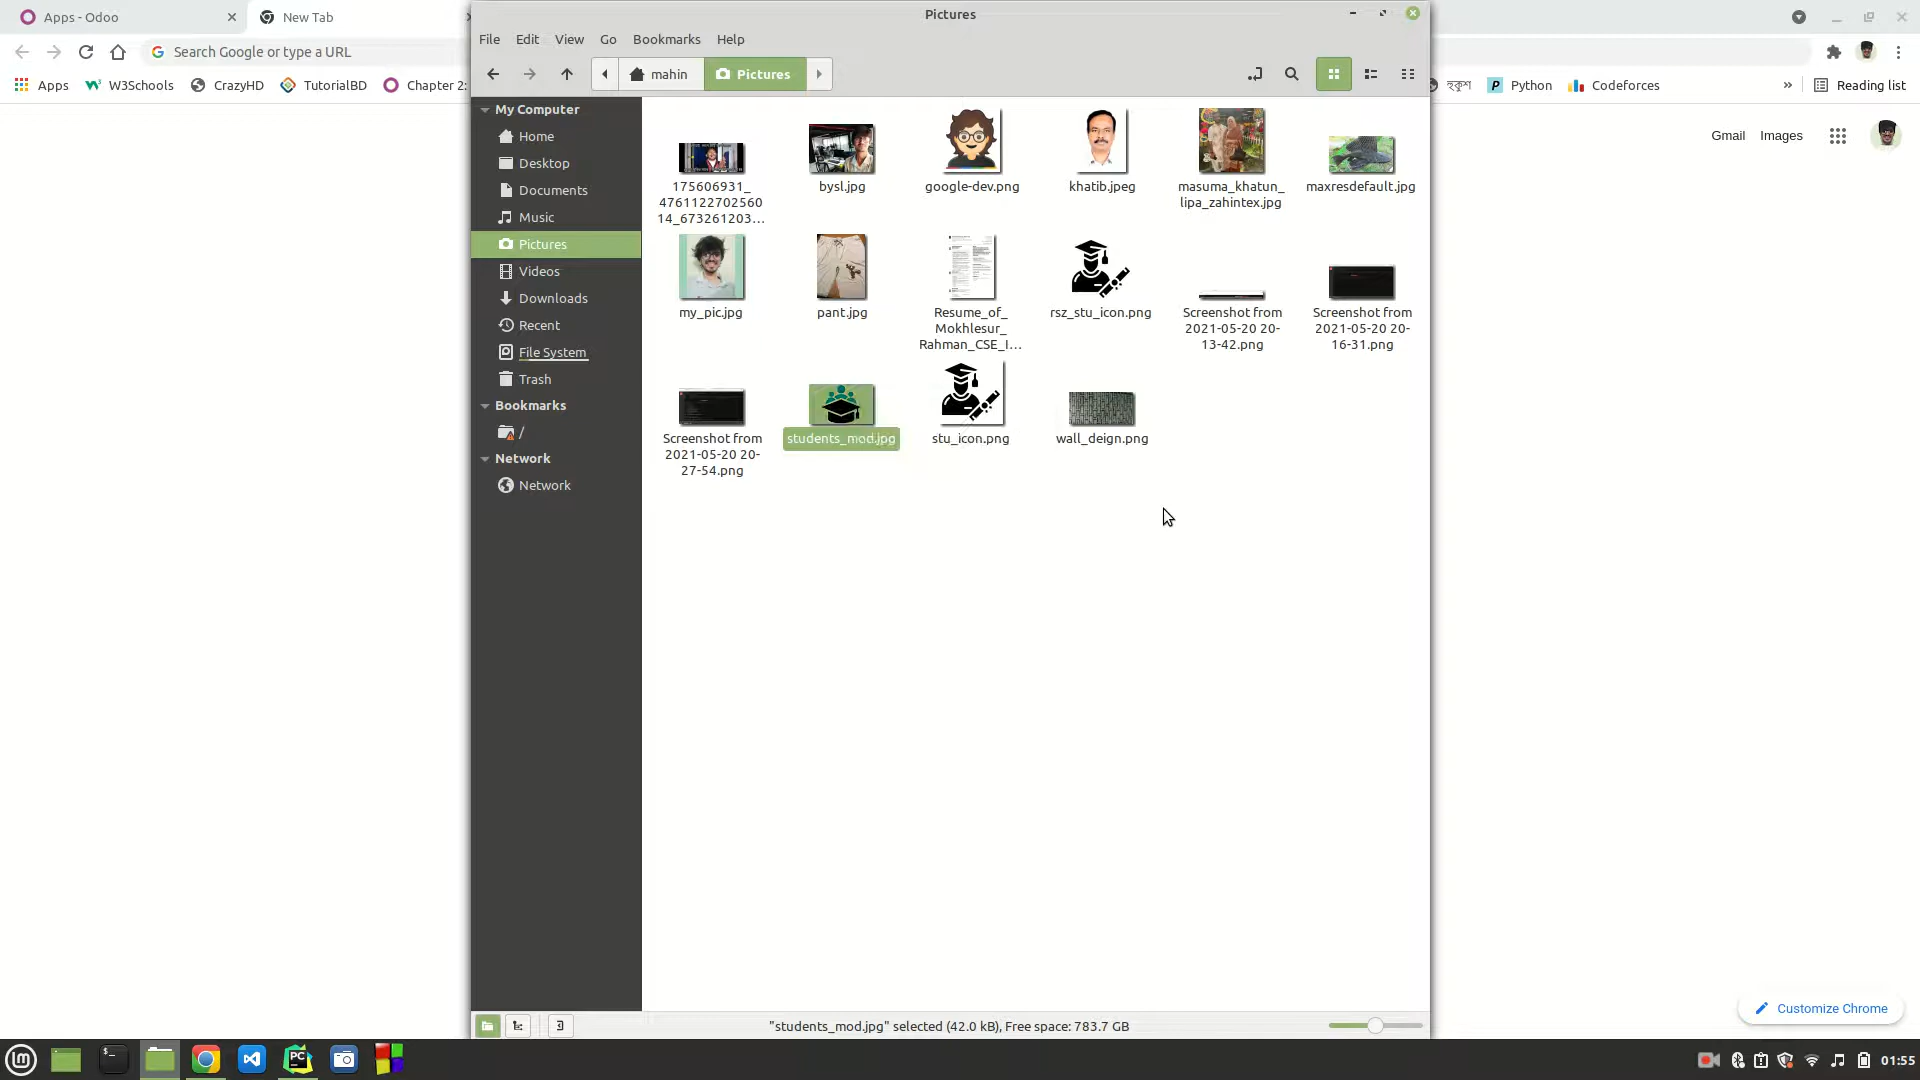 Apps - Odoo
New Tab
Pictures
Search Google or type a URL
File Edit View Go Bookmarks Help
mahin
Pictures
Apps
W3Schools
CrazyHD
TutorialBD
Chapter 2:
হুকুশ
Python
Codeforces
»
Reading list
Gmail
Images
My Computer
Home
Desktop
Documents
Music
Pictures
Videos
Downloads
Recent
File System
Trash
Bookmarks
/
Network
Network
175606931_
4761122702560
14_673261203...
bysl.jpg
google-dev.png
khatib.jpeg
masuma_khatun_
lipa_zahintex.jpg
maxresdefault.jpg
my_pic.jpg
pant.jpg
Resume_of_
Mokhlesur_
Rahman_CSE_I...
rsz_stu_icon.png
Screenshot from
2021-05-20 20-
13-42.png
Screenshot from
2021-05-20 20-
16-31.png
Screenshot from
2021-05-20 20-
27-54.png
students_mod.jpg
stu_icon.png
wall_deign.png
Customize Chrome
"students_mod.jpg" selected (42.0 kB), Free space: 783.7 GB
01:55